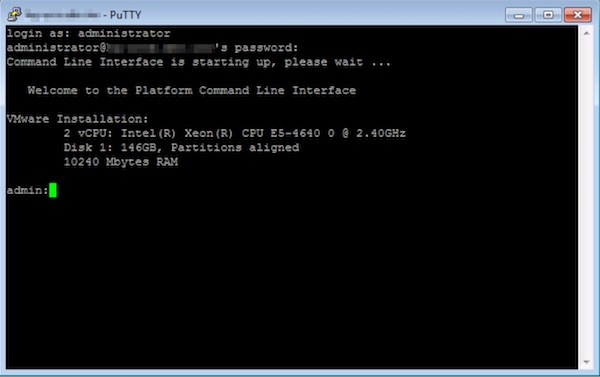 - PuTTY
login as: administrator
administrator@ 's password:
Command Line Interface is starting up, please wait ...
Welcome to the Platform Command Line Interface
VMware Installation:
2 vCPU: Intel(R) Xeon(R) CPU E5-4640 0 @ 2.40GHz
Disk 1: 146GB, Partitions aligned
10240 Mbytes RAM
admin: